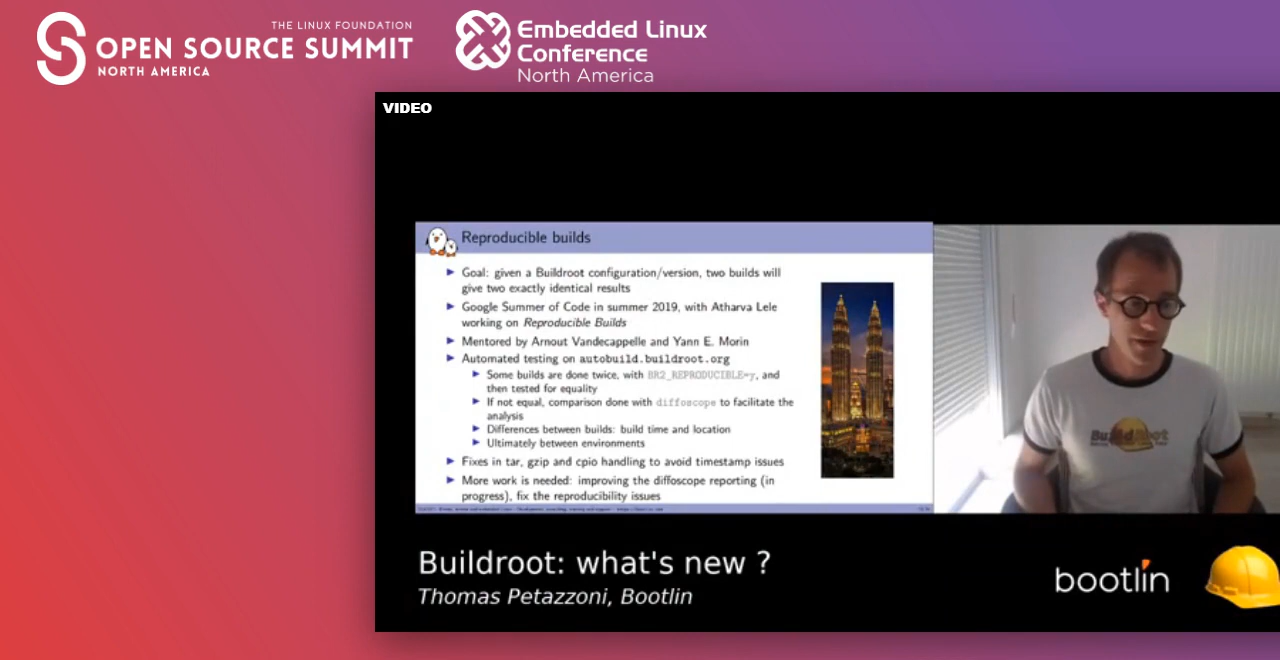 THE LINUX FOUNDATION
OPEN SOURCE SUMMIT
NORTH AMERICA
Embedded Linux
Conference
North America
VIDEO
Reproducible builds
Goal: given a Buildroot configuration/version, two builds will
give two exactly identical results
Google Summer of Code in summer 2019, with Atharva Lele
working on Reproducible Builds
Mentored by Arnout Vandecappelle and Yann E. Morin
Automated testing on autobuild.buildroot.org
Some builds are done twice, with BR2_REPRODUCIBLE=y, and
then tested for equality
If not equal, comparison done with diffoscope to facilitate the
analysis
Differences between builds: build time and location
Ultimately between environments
Fixes in tar, gzip and cpio handling to avoid timestamp issues
More work is needed: improving the diffoscope reporting (in
progress), fix the reproducibility issues
BuildRoot
Buildroot: what's new ?
Thomas Petazzoni, Bootlin
bootlin